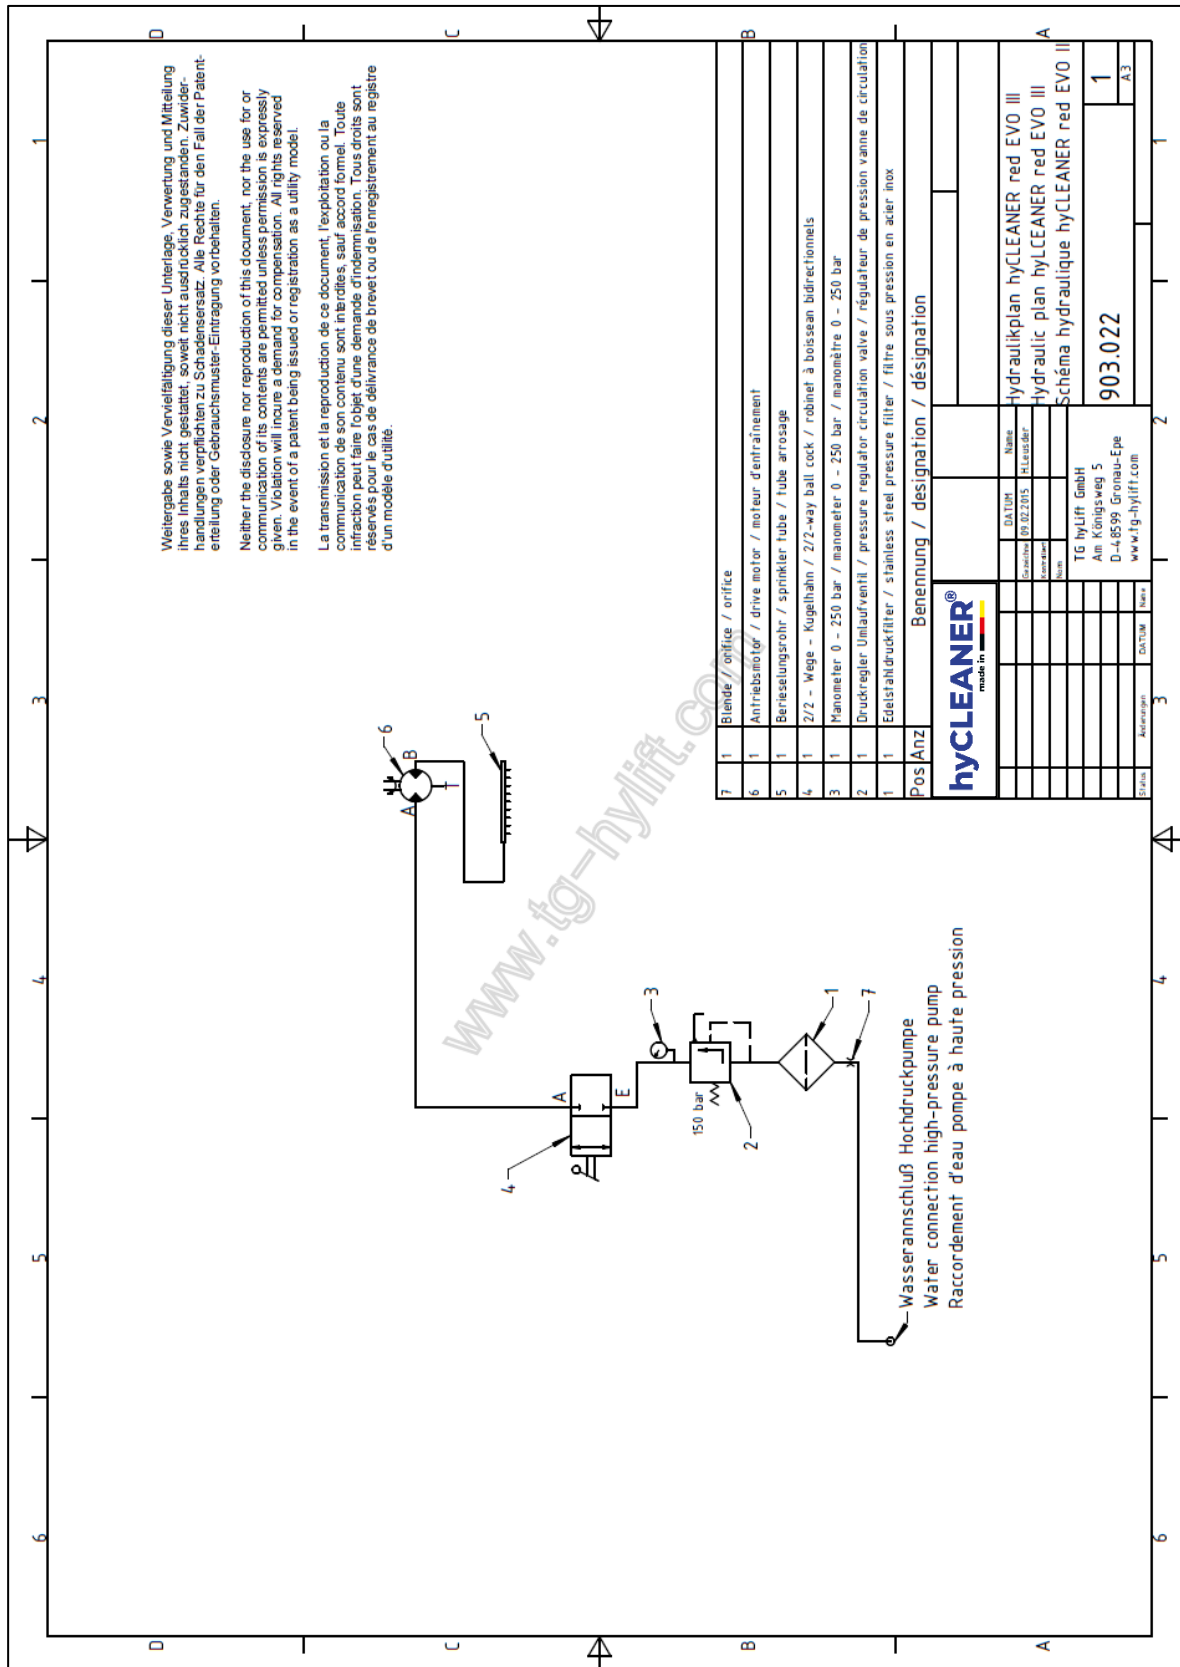 Weitergabe sowie Vervielfältigung dieser Unterlage, Verwertung und Mitteilung
ihres Inhalts nicht gestattet, soweit nicht ausdrücklich zugestanden. Zuwider-
handlungen verpflichten zu Schadensersatz. Alle Rechte für den Fall der Patent-
erteilung oder Gebrauchsmuster-Eintragung vorbehalten.
Neither the disclosure nor reproduction of this document, nor the use for or
communication of its contents are permitted unless permission is expressly
given. Violation will incure a demand for compensation. All rights reserved
in the event of a patent being issued or registration as a utility model.
La transmission et la reproduction de ce document, l'exploitation ou la
communication de son contenu sont interdites, sauf accord formel. Toute
infraction peut faire l'objet d'une demande d'indemnisation. Tous droits sont
réservés pour le cas de délivrance de brevet ou de l'enregistrement au registre
d'un modèle d'utilité.
6 5 4 3 2 1
D
C
B
A
6
A B
T
5
4
A
E
3
150 bar
2
1
7
Wasserannschluß Hochdruckpumpe
Water connection high-pressure pump
Raccordement d'eau pompe à haute pression
www.tg-hylift.com
7 1 Blende / orifice / orifice
6 1 Antriebsmotor / drive motor / moteur d'entraînement
5 1 Berieselungsrohr / sprinkler tube / tube arrosage
4 1 2/2 - Wege - Kugelhahn / 2/2-way ball cock / robinet à boissean bidirectionnels
3 1 Manometer 0 - 250 bar / manometer 0 - 250 bar / manomètre 0 - 250 bar
2 1 Druckregler Umlaufventil / pressure regulator circulation valve / régulateur de pression vanne de circulation
1 1 Edelstahldruckfilter / stainless steel pressure filter / filtre sous pression en acier inox
Pos Anz Benennung / designation / désignation
hyCLEANER®
made in
DATUM Name
Gezeichne 09.02.2015 H.Leusder
Kontrolliert
Norm
Hydraulikplan hyCLEANER red EVO III
Hydraulic plan hyLCEANER red EVO III
Schéma hydraulique hyCLEANER red EVO II
TG hyLift GmbH
Am Königsweg 5
D-48599 Gronau-Epe
www.tg-hylift.com
903.022
1
A3
Status Änderungen DATUM Name
6 5 4 3 2 1
D
C
B
A